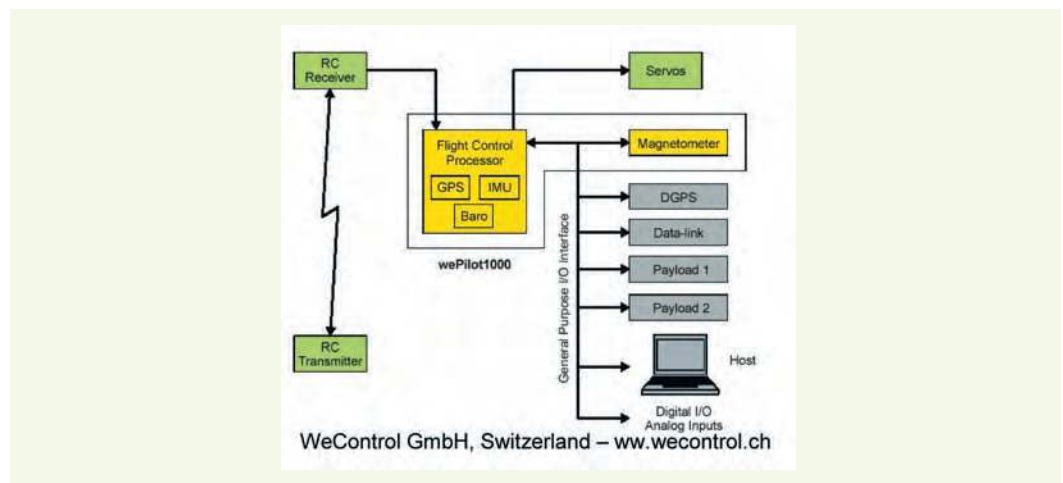 RC
Receiver
Servos
Flight Control
Processor
Magnetometer
GPS
IMU
Baro
DGPS
wePilot1000
Data-link
General Purpose I/O Interface
Payload 1
Payload 2
RC
Transmitter
Host
Digital I/O
Analog Inputs
WeControl GmbH, Switzerland – ww.wecontrol.ch